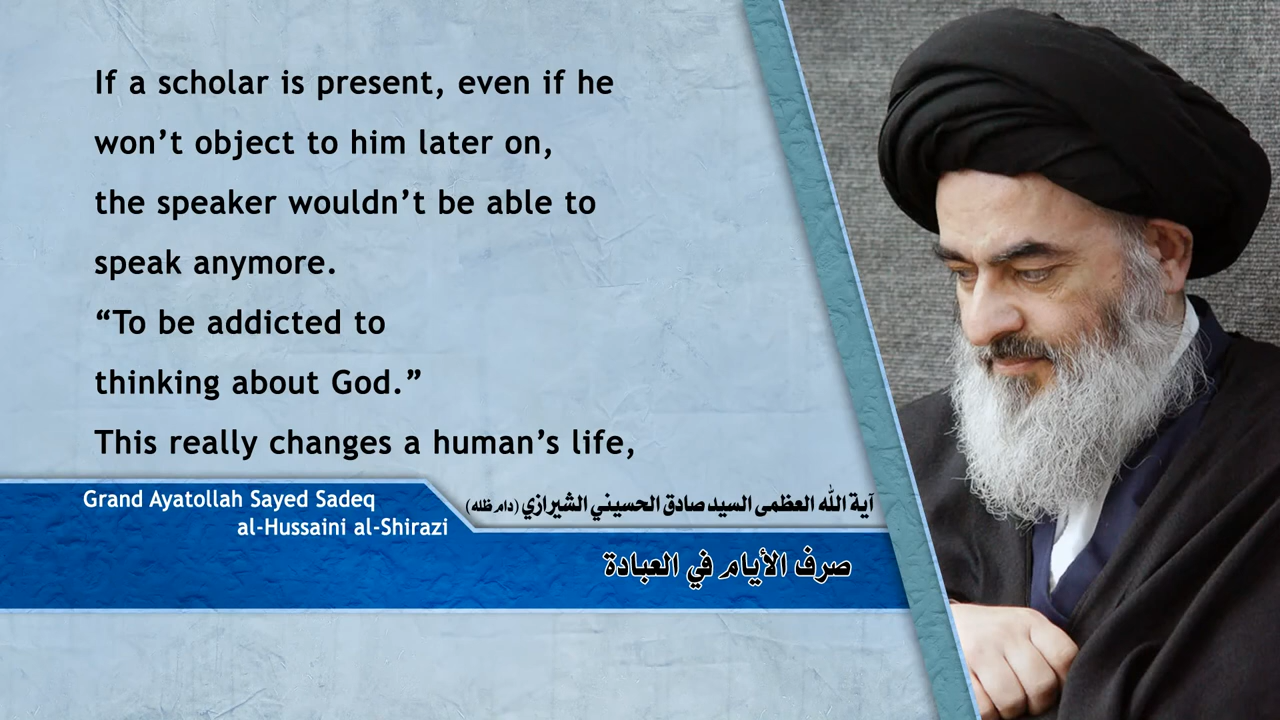 If a scholar is present, even if he
won’t object to him later on,
the speaker wouldn’t be able to
speak anymore.
“To be addicted to
thinking about God.”
This really changes a human’s life,
Grand Ayatollah Sayed Sadeq
al-Hussaini al-Shirazi
آية الله العظمى السيد صادق الحسيني الشيرازي (دام ظله)
صرف الأيام في العبادة